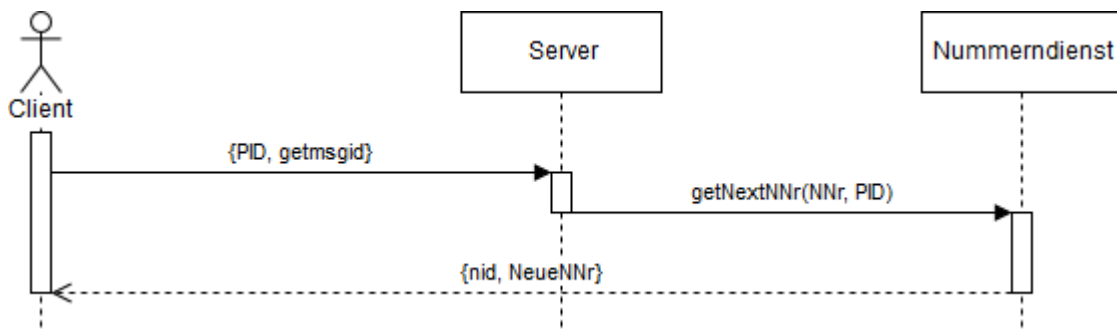 Server
Nummerndienst
Client
{PID, getmsgid}
getNextNNr(NNr, PID)
{nid, NeueNNr}